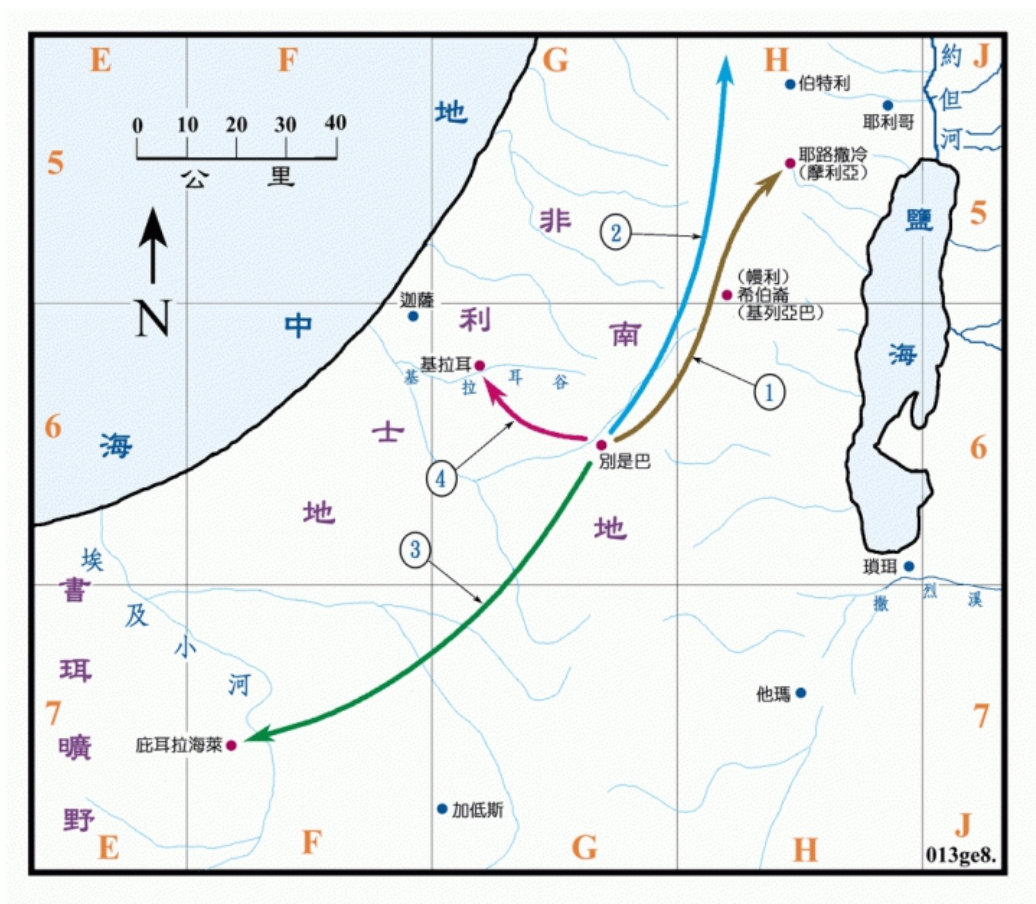 E
F
G
H
J
約
但
河
伯特利
耶利哥
0 10 20 30 40
公 里
5
5
耶路撒冷
(摩利亞)
地
中
海
鹽
海
N
②
非
利
士
地
南
地
(幔利)
希伯崙
(基列亞巴)
迦薩
基拉耳
基 拉 耳 谷
①
6
6
別是巴
④
③
瑣珥
撒 烈 溪
埃
及
小
河
書
珥
曠
野
7
7
他瑪
庇耳拉海萊
加低斯
E
F
G
H
J
013ge8.